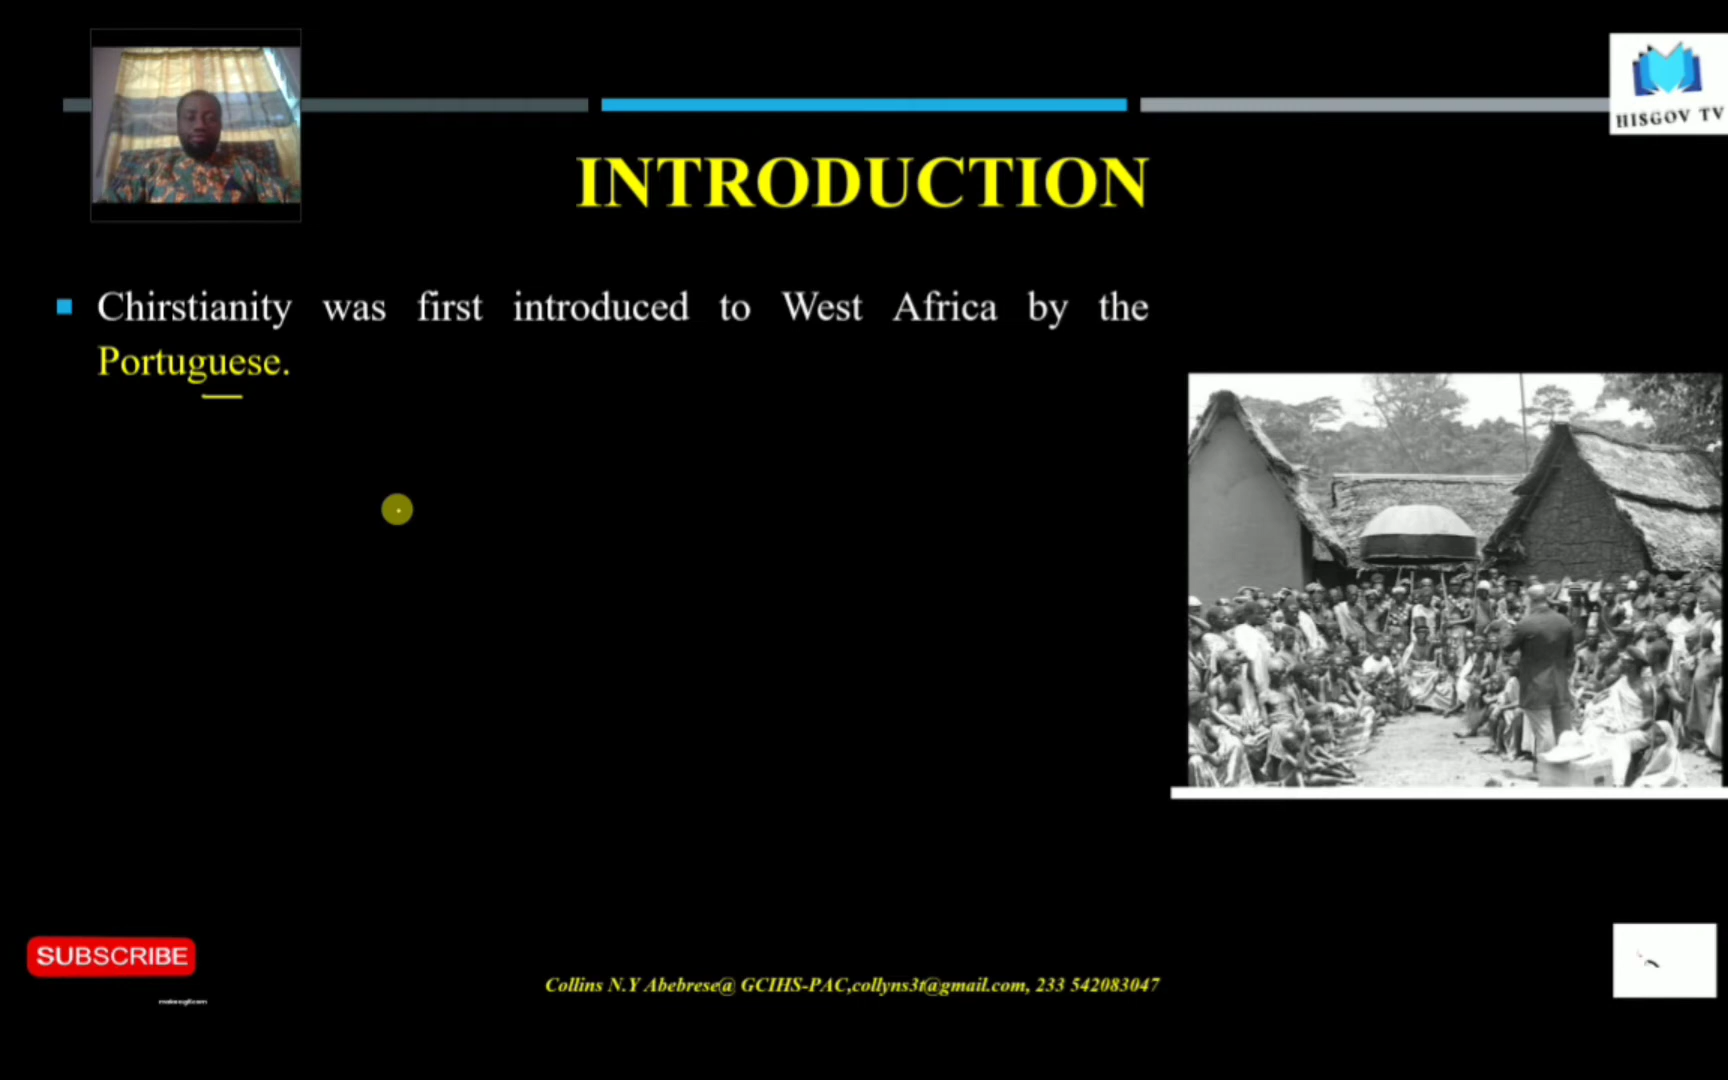 HISGOV TV
INTRODUCTION
Chirstianity was first introduced to West Africa by the
Portuguese.
SUBSCRIBE
Collins N.Y Abebrese@ GCIHS-PAC,collyns3t@gmail.com, 233 542083047